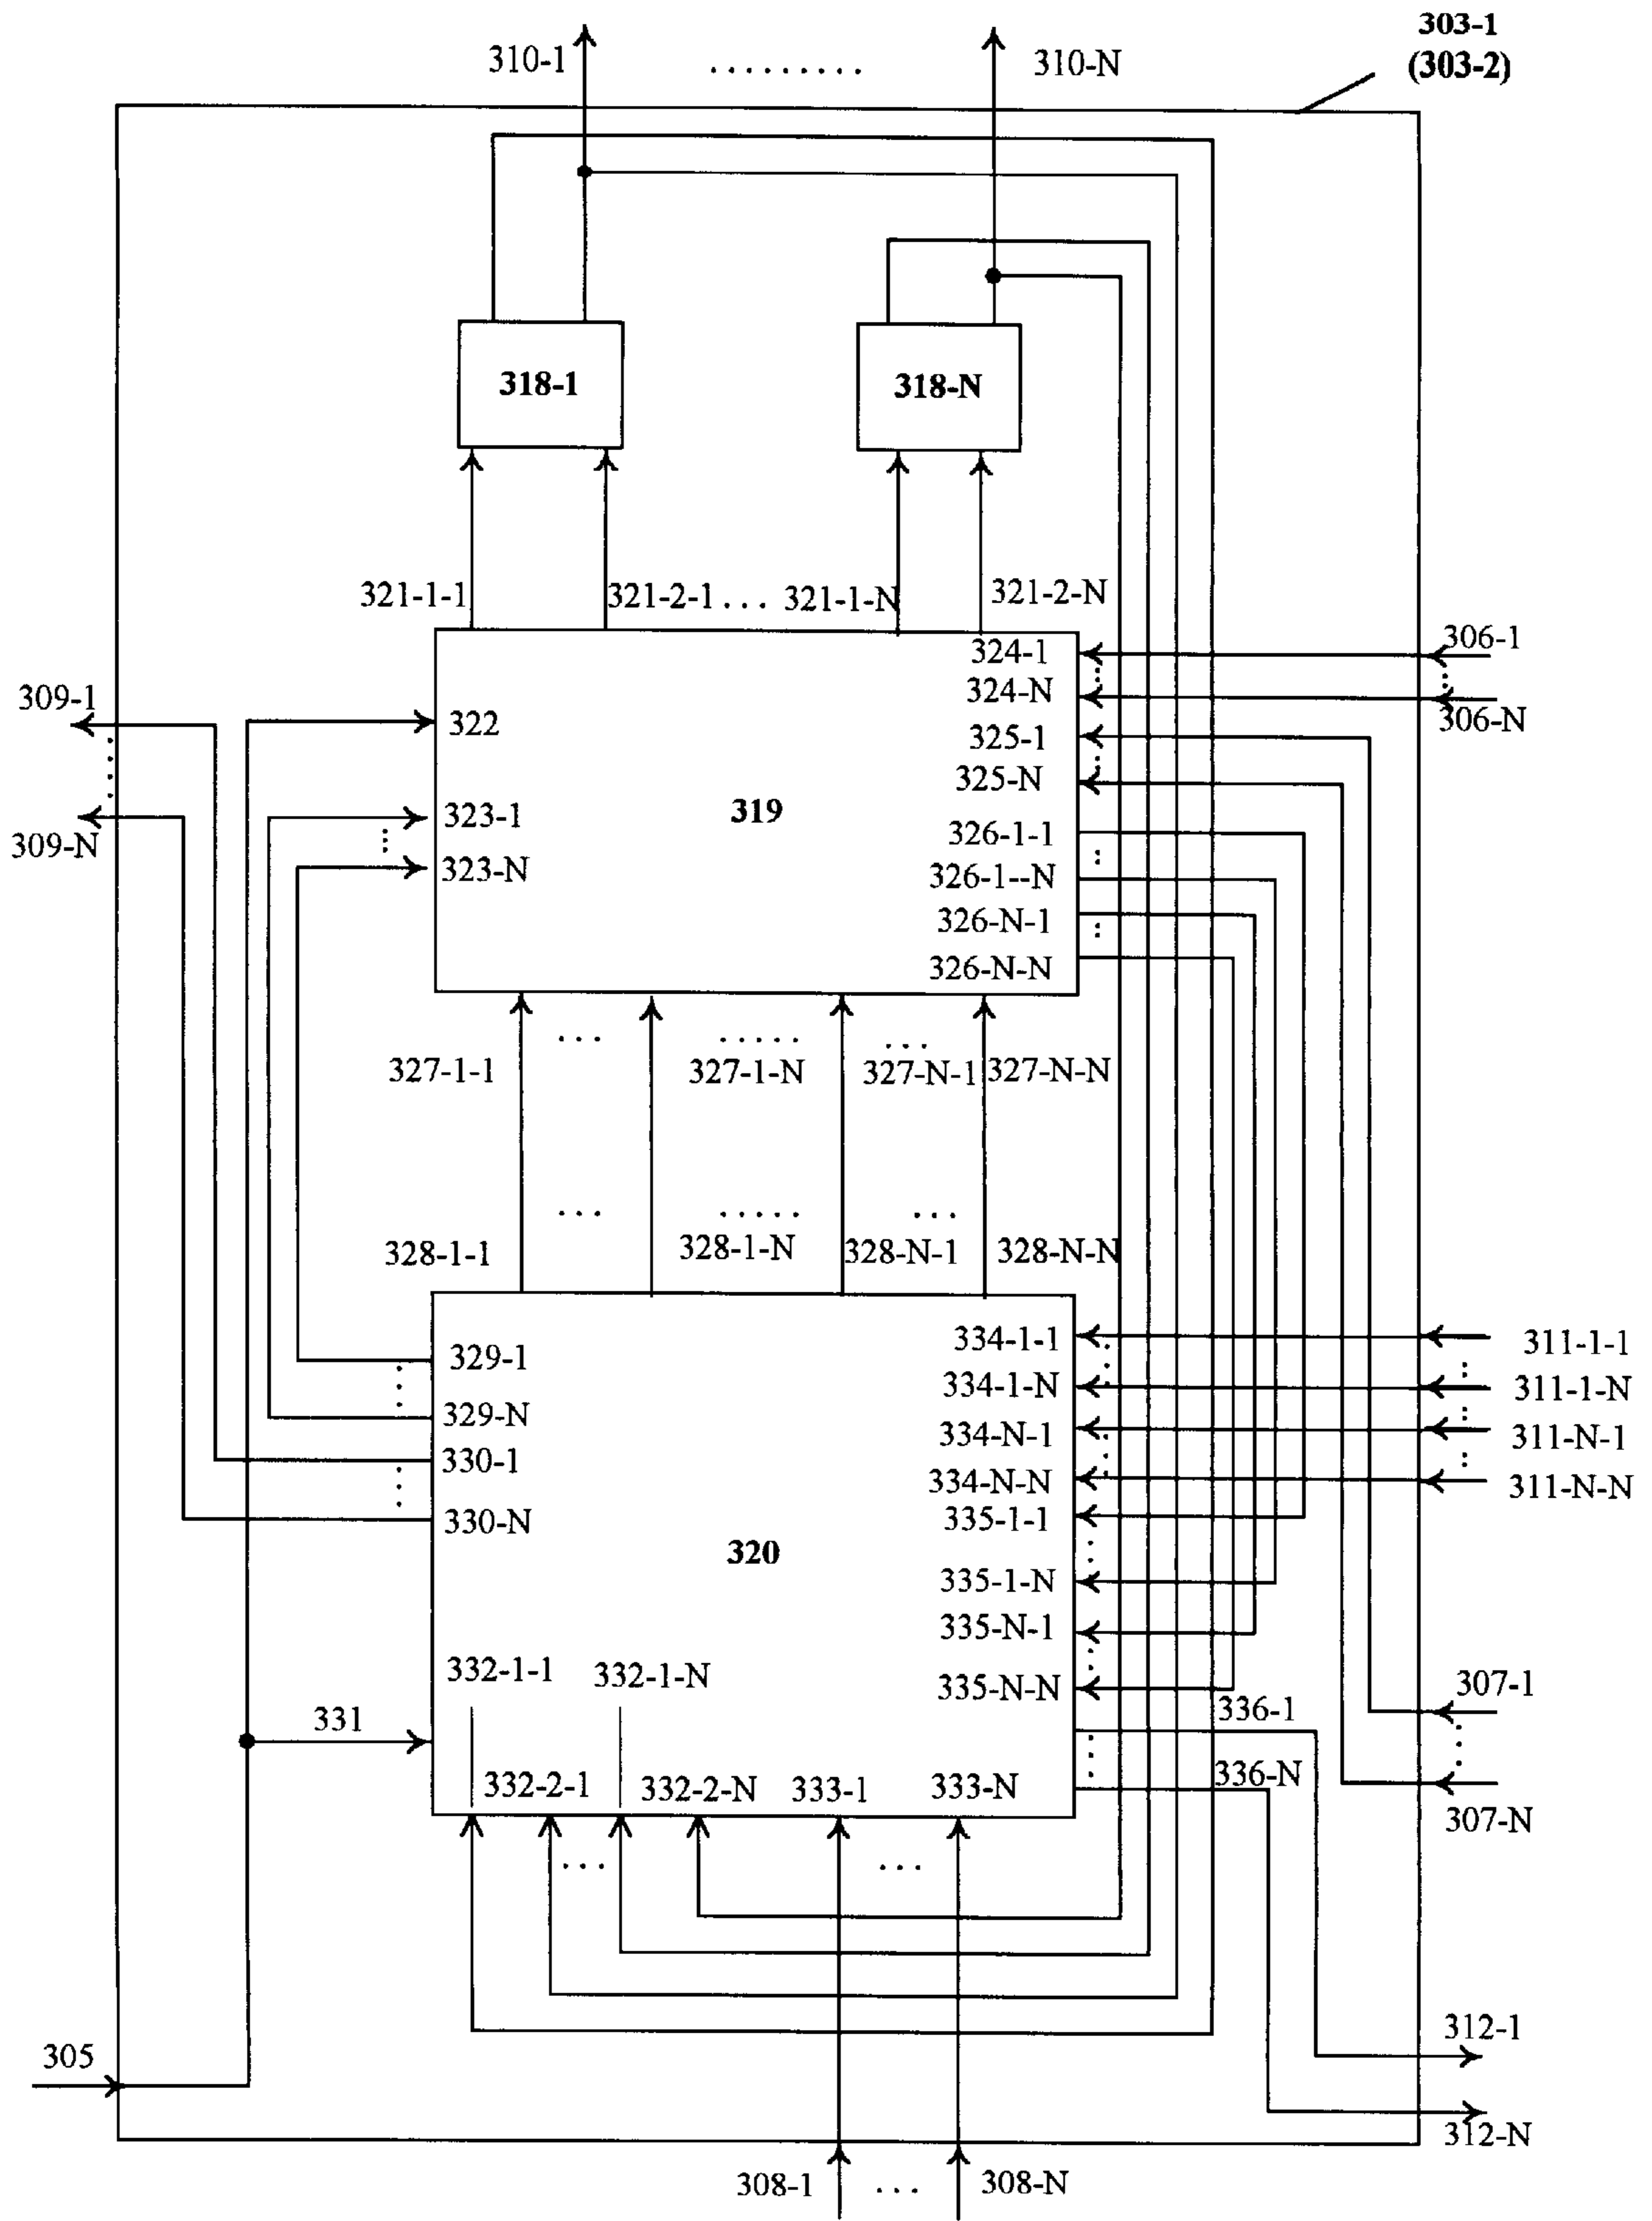 303-1
(303-2)
310-1 ......... 310-N
318-1 318-N
321-1-1 321-2-1 ... 321-1-N 321-2-N
324-1 306-1
324-N 306-N
309-1
322 325-1
325-N
319
323-1 326-1-1
309-N
323-N 326-1--N
326-N-1
326-N-N
... ..... ...
327-1-1 327-1-N 327-N-1 327-N-N
... ..... ...
328-1-1 328-1-N 328-N-1 328-N-N
334-1-1 311-1-1
329-1 334-1-N 311-1-N
329-N 334-N-1 311-N-1
330-1 334-N-N 311-N-N
330-N 335-1-1
320
335-1-N
335-N-1
332-1-1 332-1-N 335-N-N 307-1
331 336-1
332-2-1 332-2-N 333-1 333-N 336-N
307-N
... ...
312-1
305
312-N
308-1 ... 308-N